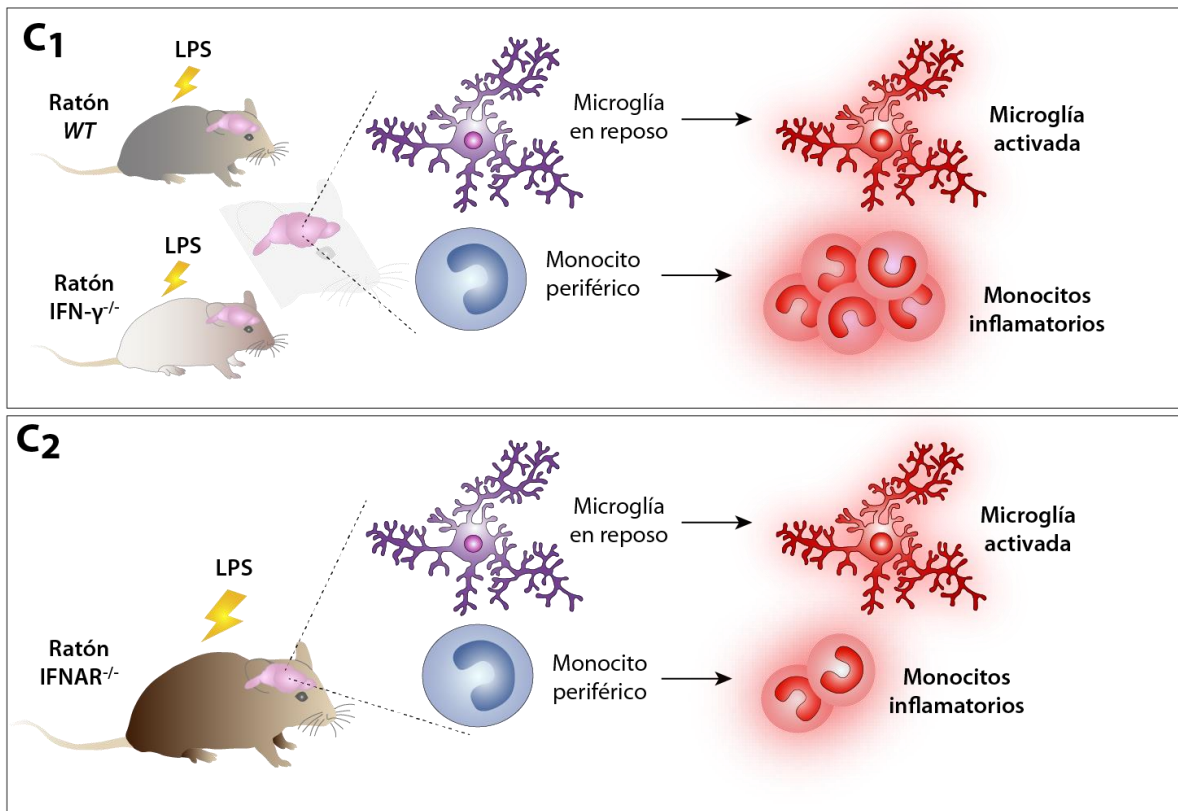 C1
LPS
Ratón
WT
Microglía
en reposo
Microglía
activada
LPS
Ratón
IFN-γ-/-
Monocito
periférico
Monocitos
inflamatorios
C2
LPS
Ratón
IFNAR-/-
Microglía
en reposo
Microglía
activada
Monocito
periférico
Monocitos
inflamatorios